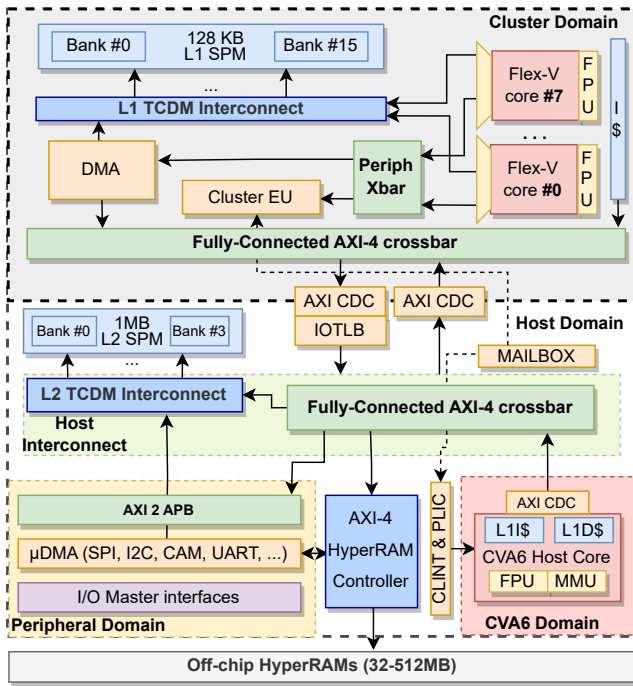 Cluster Domain
Bank #0
128 KB
L1 SPM
Bank #15
...
L1 TCDM Interconnect
Flex-V
core #7
F
P
U
I
$
...
DMA
Periph
Xbar
Cluster EU
Flex-V
core #0
F
P
U
Fully-Connected AXI-4 crossbar
AXI CDC
IOTLB
AXI CDC
Host Domain
MAILBOX
Bank #0
1MB
L2 SPM
Bank #3
...
L2 TCDM Interconnect
Host
Interconnect
Fully-Connected AXI-4 crossbar
AXI 2 APB
µDMA (SPI, I2C, CAM, UART, ...)
I/O Master interfaces
Peripheral Domain
AXI-4
HyperRAM
Controller
CLINT & PLIC
AXI CDC
L1I$
L1D$
CVA6 Host Core
FPU
MMU
CVA6 Domain
Off-chip HyperRAMs (32-512MB)